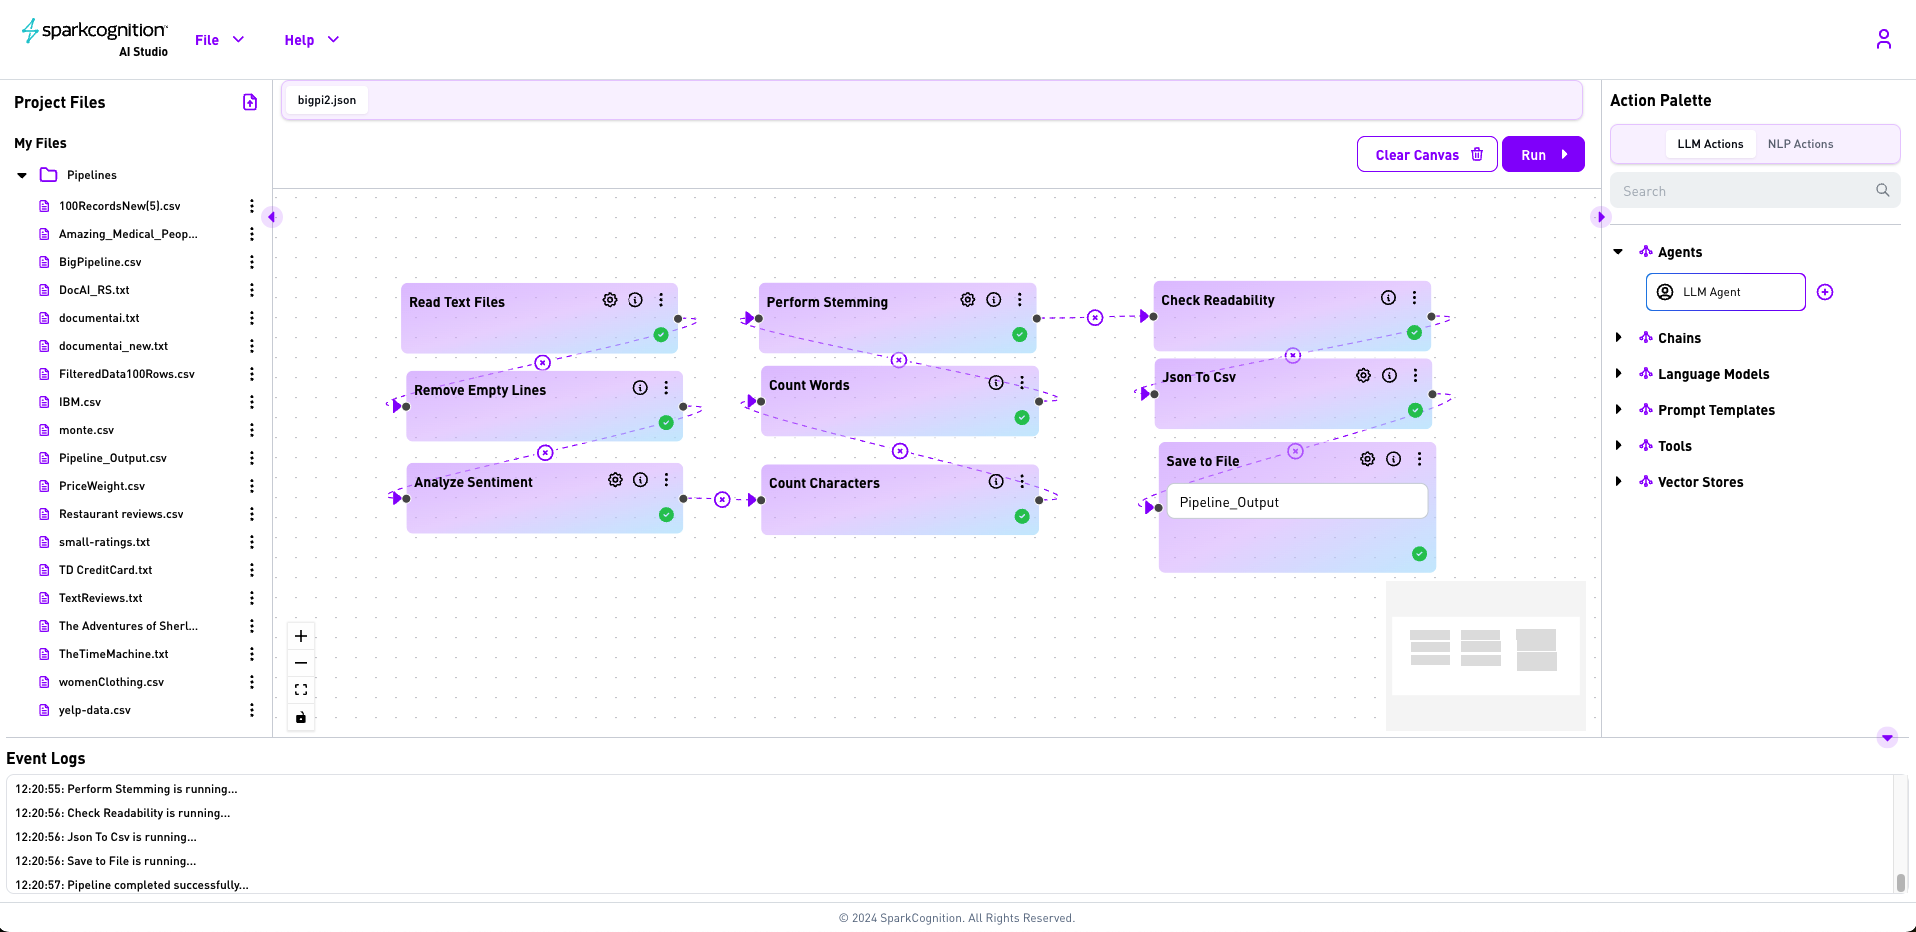 sparkcognition™
AI Studio
File
Help
Project Files
My Files
Pipelines
100RecordsNew(5).csv
Amazing_Medical_Peop...
BigPipeline.csv
DocAI_RS.txt
documentai.txt
documentai_new.txt
FilteredData100Rows.csv
IBM.csv
monte.csv
Pipeline_Output.csv
PriceWeight.csv
Restaurant reviews.csv
small-ratings.txt
TD CreditCard.txt
TextReviews.txt
The Adventures of Sherl...
TheTimeMachine.txt
womenClothing.csv
yelp-data.csv
bigpi2.json
Clear Canvas
Run
Read Text Files
Remove Empty Lines
Analyze Sentiment
Perform Stemming
Count Words
Count Characters
Check Readability
Json To Csv
Save to File
Pipeline_Output
Action Palette
LLM Actions
NLP Actions
Search
Agents
LLM Agent
Chains
Language Models
Prompt Templates
Tools
Vector Stores
Event Logs
12:20:55: Perform Stemming is running...
12:20:56: Check Readability is running...
12:20:56: Json To Csv is running...
12:20:56: Save to File is running...
12:20:57: Pipeline completed successfully...
© 2024 SparkCognition. All Rights Reserved.